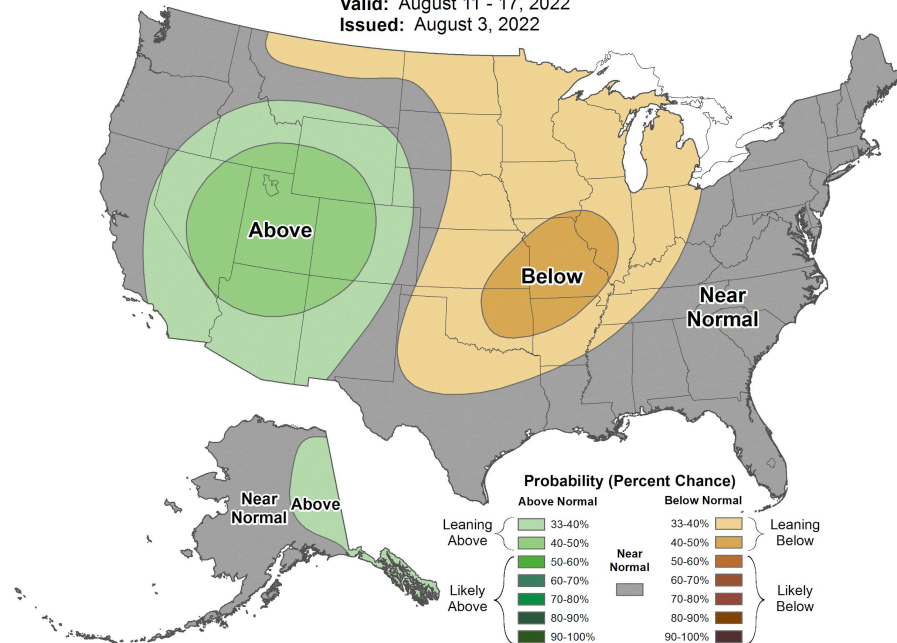 Valid: August 11 - 17, 2022
Issued: August 3, 2022
Above
Below
Near
Normal
Near
Normal
Above
Probability (Percent Chance)
Above Normal
Below Normal
Leaning
Above
33-40%
40-50%
Likely
Above
50-60%
60-70%
70-80%
80-90%
90-100%
Near
Normal
33-40%
40-50%
Leaning
Below
50-60%
60-70%
70-80%
80-90%
90-100%
Likely
Below